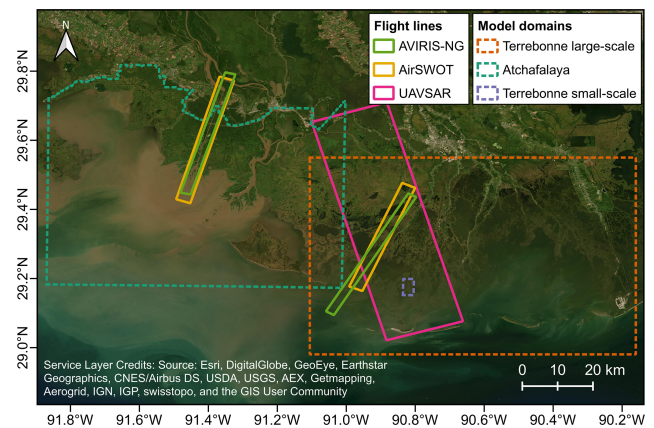 N
Flight lines
AVIRIS-NG
AirSWOT
UAVSAR
Model domains
Terrebonne large-scale
Atchafalaya
Terrebonne small-scale
29.8°N
29.6°N
29.4°N
29.2°N
29.0°N
Service Layer Credits: Source: Esri, DigitalGlobe, GeoEye, Earthstar
Geographics, CNES/Airbus DS, USDA, USGS, AEX, Getmapping,
Aerogrid, IGN, IGP, swisstopo, and the GIS User Community
0 10 20 km
91.8°W 91.6°W 91.4°W 91.2°W 91.0°W 90.8°W 90.6°W 90.4°W 90.2°W